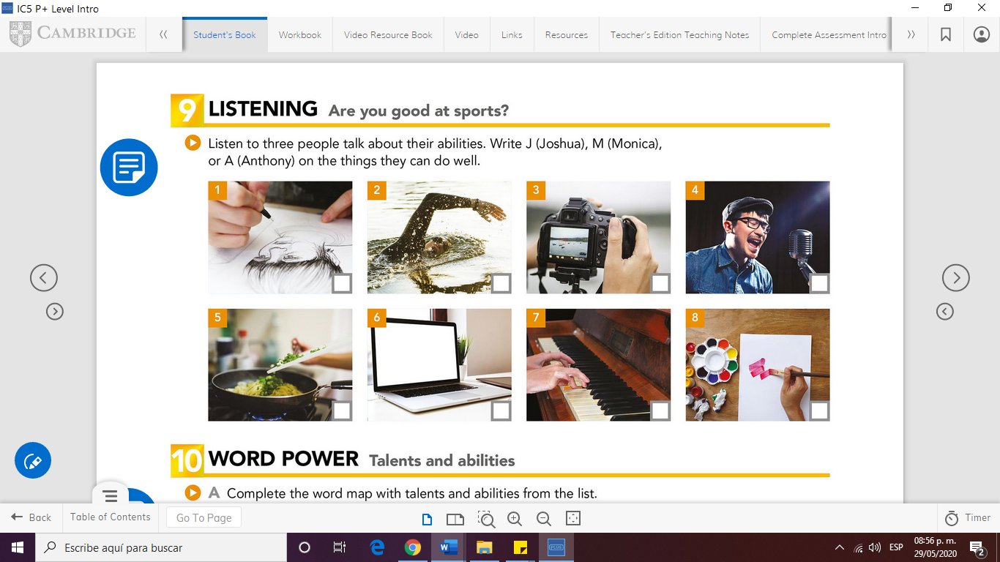 IC5 P+ Level Intro
CAMBRIDGE
Student's Book
Workbook
Video Resource Book
Video
Links
Resources
Teacher's Edition Teaching Notes
Complete Assessment Intro
9 LISTENING Are you good at sports?
Listen to three people talk about their abilities. Write J (Joshua), M (Monica),
or A (Anthony) on the things they can do well.
1
2
3
4
5
6
7
8
10 WORD POWER Talents and abilities
A Complete the word map with talents and abilities from the list.
Back
Table of Contents
Go To Page
Timer
Escribe aquí para buscar
PLUS
ESP
08:56 p. m.
29/05/2020
2